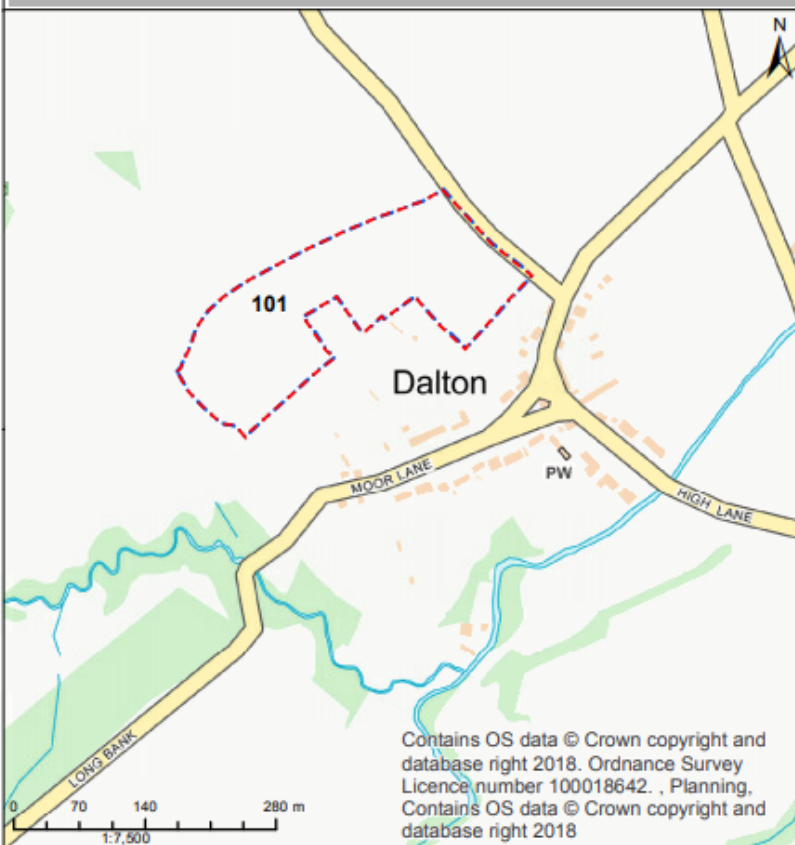 N
101
Dalton
MOOR LANE
PW
HIGH LANE
LONG BANK
Contains OS data © Crown copyright and
database right 2018. Ordnance Survey
Licence number 100018642. , Planning,
Contains OS data © Crown copyright and
database right 2018
0 70 140 280 m
1:7,500